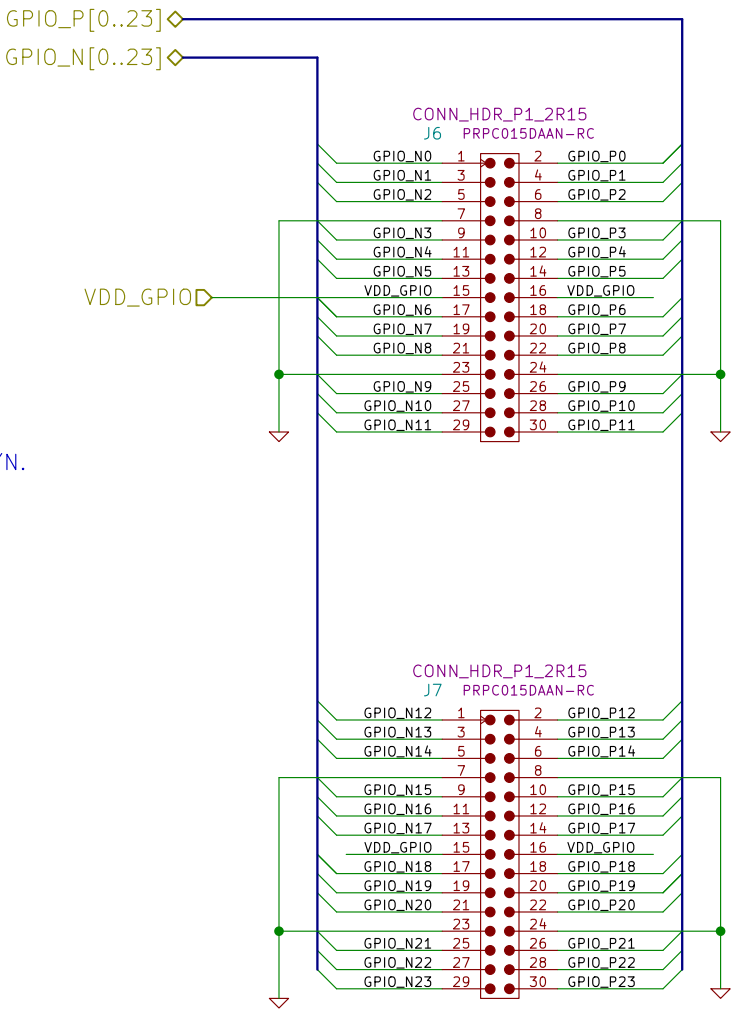 GPIO_P[0..23]
GPIO_N[0..23]
CONN_HDR_P1_2R15
J6 PRPC015DAAN-RC
GPIO_N0 1 2 GPIO_P0
GPIO_N1 3 4 GPIO_P1
GPIO_N2 5 6 GPIO_P2
7 8
GPIO_N3 9 10 GPIO_P3
GPIO_N4 11 12 GPIO_P4
GPIO_N5 13 14 GPIO_P5
VDD_GPIO VDD_GPIO 15 16 VDD_GPIO
GPIO_N6 17 18 GPIO_P6
GPIO_N7 19 20 GPIO_P7
GPIO_N8 21 22 GPIO_P8
23 24
GPIO_N9 25 26 GPIO_P9
GPIO_N10 27 28 GPIO_P10
GPIO_N11 29 30 GPIO_P11
/N.
CONN_HDR_P1_2R15
J7 PRPC015DAAN-RC
GPIO_N12 1 2 GPIO_P12
GPIO_N13 3 4 GPIO_P13
GPIO_N14 5 6 GPIO_P14
7 8
GPIO_N15 9 10 GPIO_P15
GPIO_N16 11 12 GPIO_P16
GPIO_N17 13 14 GPIO_P17
VDD_GPIO 15 16 VDD_GPIO
GPIO_N18 17 18 GPIO_P18
GPIO_N19 19 20 GPIO_P19
GPIO_N20 21 22 GPIO_P20
23 24
GPIO_N21 25 26 GPIO_P21
GPIO_N22 27 28 GPIO_P22
GPIO_N23 29 30 GPIO_P23